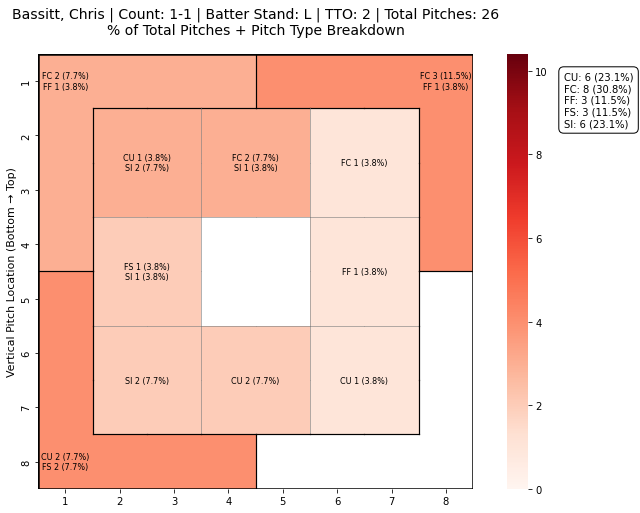 Bassitt, Chris | Count: 1-1 | Batter Stand: L | TTO: 2 | Total Pitches: 26
% of Total Pitches + Pitch Type Breakdown
FC 2 (7.7%)
FF 1 (3.8%)
FC 3 (11.5%)
FF 1 (3.8%)
CU 1 (3.8%)
SI 2 (7.7%)
FC 2 (7.7%)
SI 1 (3.8%)
FC 1 (3.8%)
FS 1 (3.8%)
SI 1 (3.8%)
FF 1 (3.8%)
SI 2 (7.7%)
CU 2 (7.7%)
CU 1 (3.8%)
CU 2 (7.7%)
FS 2 (7.7%)
Vertical Pitch Location (Bottom → Top)
1
2
3
4
5
6
7
8
1
2
3
4
5
6
7
8
10
8
6
4
2
0
CU: 6 (23.1%)
FC: 8 (30.8%)
FF: 3 (11.5%)
FS: 3 (11.5%)
SI: 6 (23.1%)